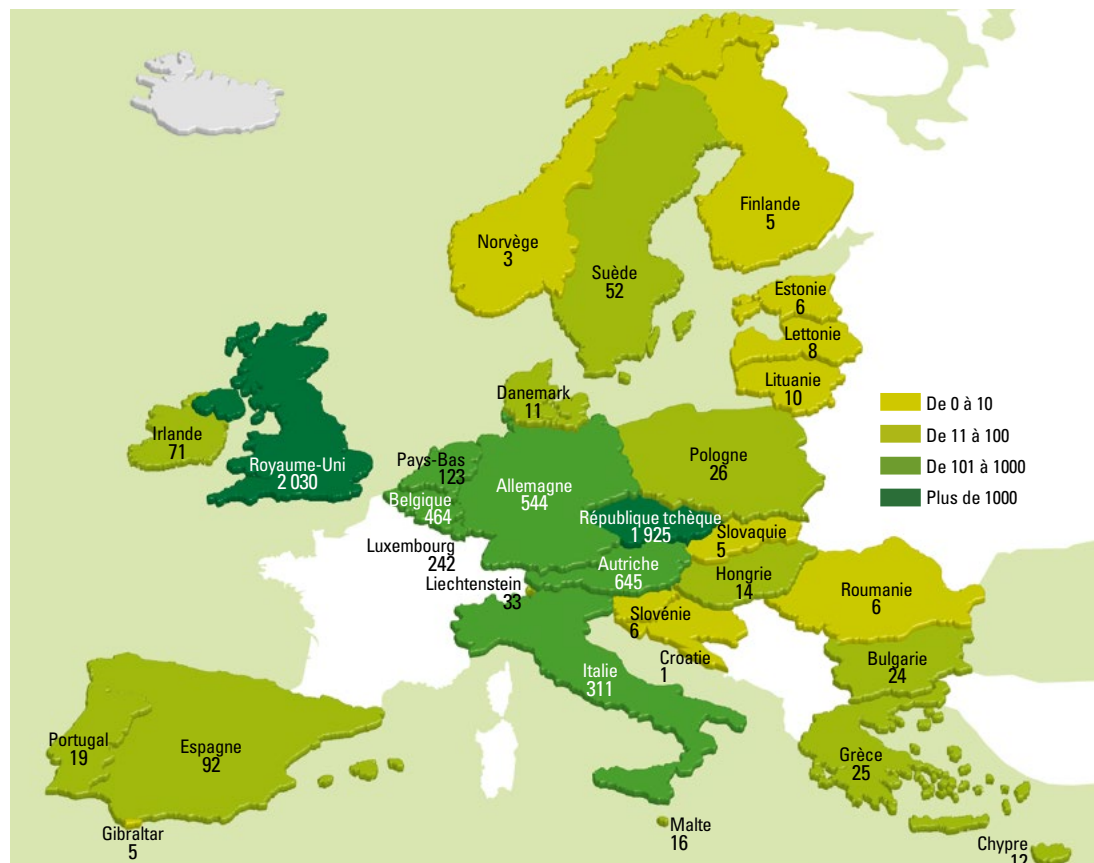 Finlande
5
Norvège
3
Suède
52
Estonie
6
Lettonie
8
Lituanie
10
De 0 à 10
De 11 à 100
De 101 à 1000
Plus de 1000
Danemark
11
Irlande
71
Royaume-Uni
2 030
Pays-Bas
123
Belgique
464
Allemagne
544
Pologne
26
République tchèque
1 925
Slovaquie
5
Luxembourg
242
Liechtenstein
33
Autriche
645
Hongrie
14
Roumanie
6
Slovénie
6
Croatie
1
Italie
311
Bulgarie
24
Portugal
19
Espagne
92
Grèce
25
Gibraltar
5
Malte
16
Chypre
12